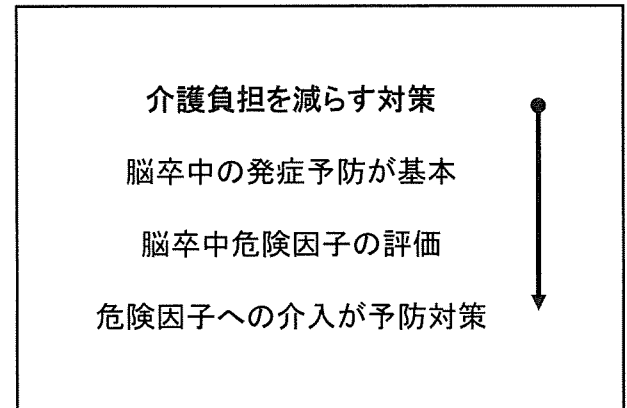 介護負担を減らす対策
脳卒中の発症予防が基本
脳卒中危険因子の評価
危険因子への介入が予防対策